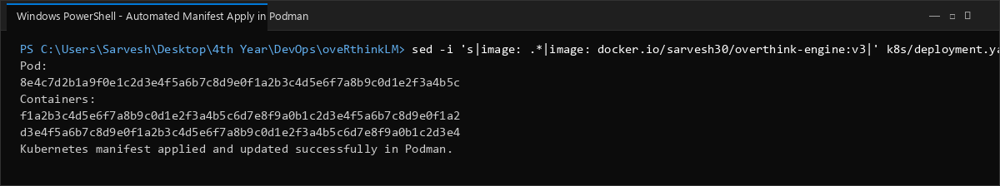 Windows PowerShell - Automated Manifest Apply in Podman
PS C:\Users\Sarvesh\Desktop\4th Year\DevOps\oveRthinkLM> sed -i 's|image: .*|image: docker.io/sarvesh30/overthink-engine:v3|' k8s/deployment.ya
Pod:
8e4c7d2b1a9f0e1c2d3e4f5a6b7c8d9e0f1a2b3c4d5e6f7a8b9c0d1e2f3a4b5c
Containers:
f1a2b3c4d5e6f7a8b9c0d1e2f3a4b5c6d7e8f9a0b1c2d3e4f5a6b7c8d9e0f1a2
d3e4f5a6b7c8d9e0f1a2b3c4d5e6f7a8b9c0d1e2f3a4b5c6d7e8f9a0b1c2d3e4
Kubernetes manifest applied and updated successfully in Podman.